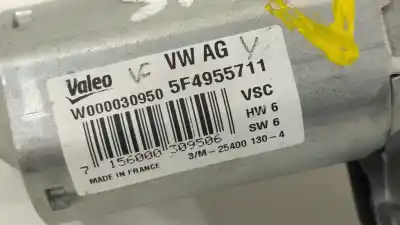 Valeo VC VW AG V
W000030950 5F4955711
VSC
HW 6
SW 6
7 156000 309506
MADE IN FRANCE 3/M-25400 130-4